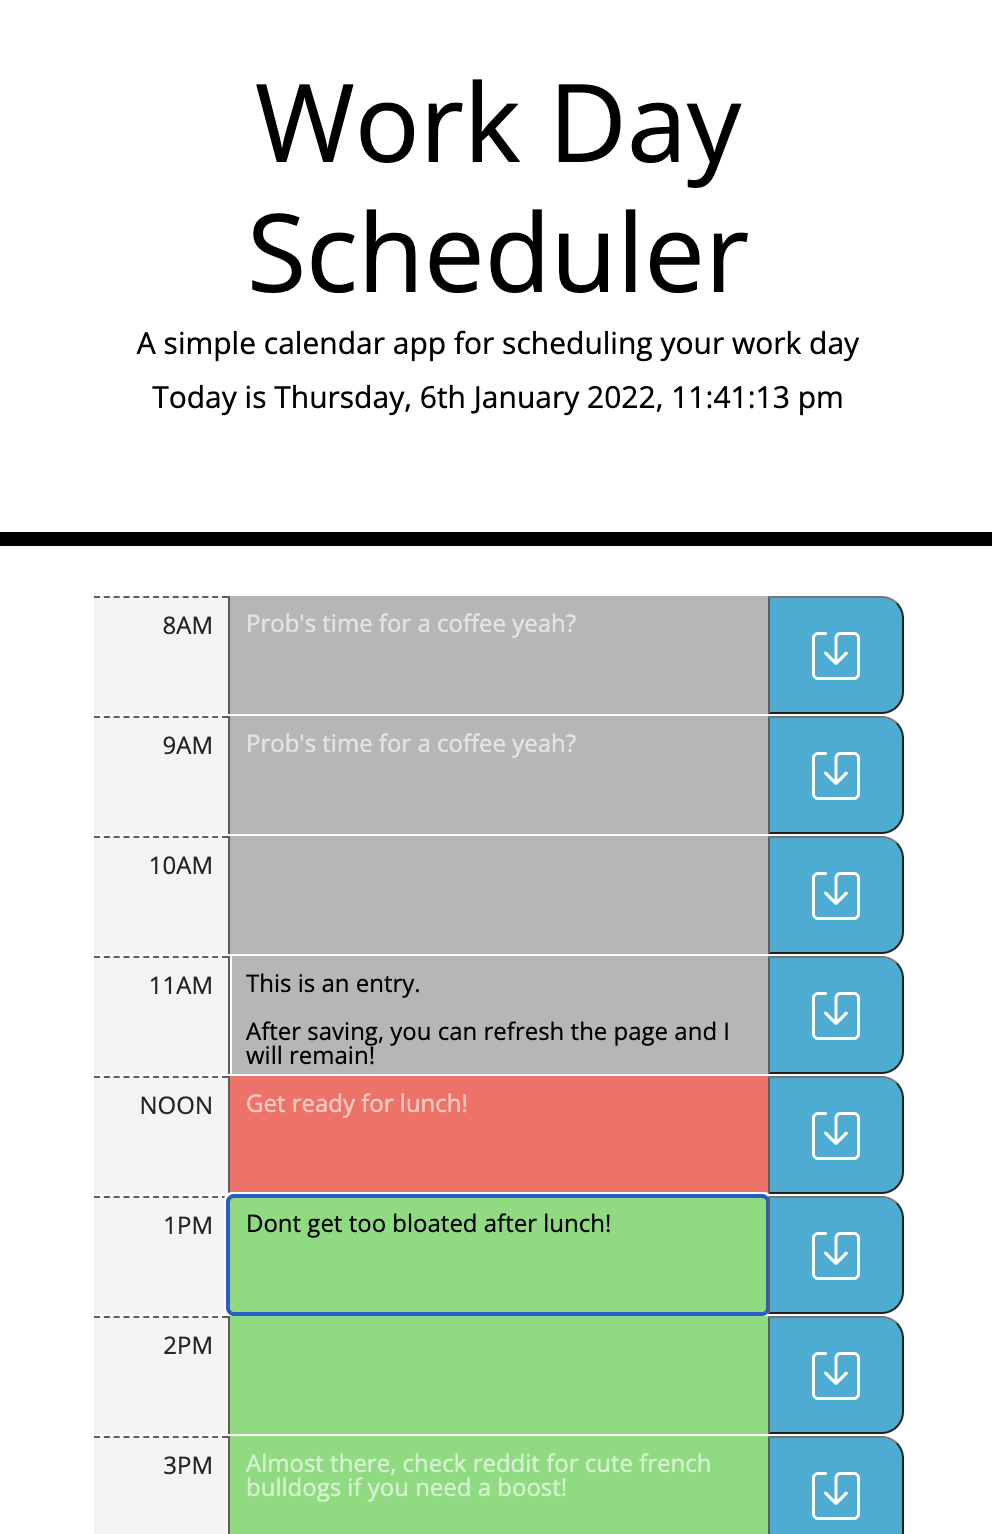 Work Day
Scheduler
A simple calendar app for scheduling your work day
Today is Thursday, 6th January 2022, 11:41:13 pm
8AM
Prob's time for a coffee yeah?
9AM
Prob's time for a coffee yeah?
10AM
11AM
This is an entry.
After saving, you can refresh the page and I
will remain!
NOON
Get ready for lunch!
1PM
Dont get too bloated after lunch!
2PM
3PM
Almost there, check reddit for cute french
bulldogs if you need a boost!